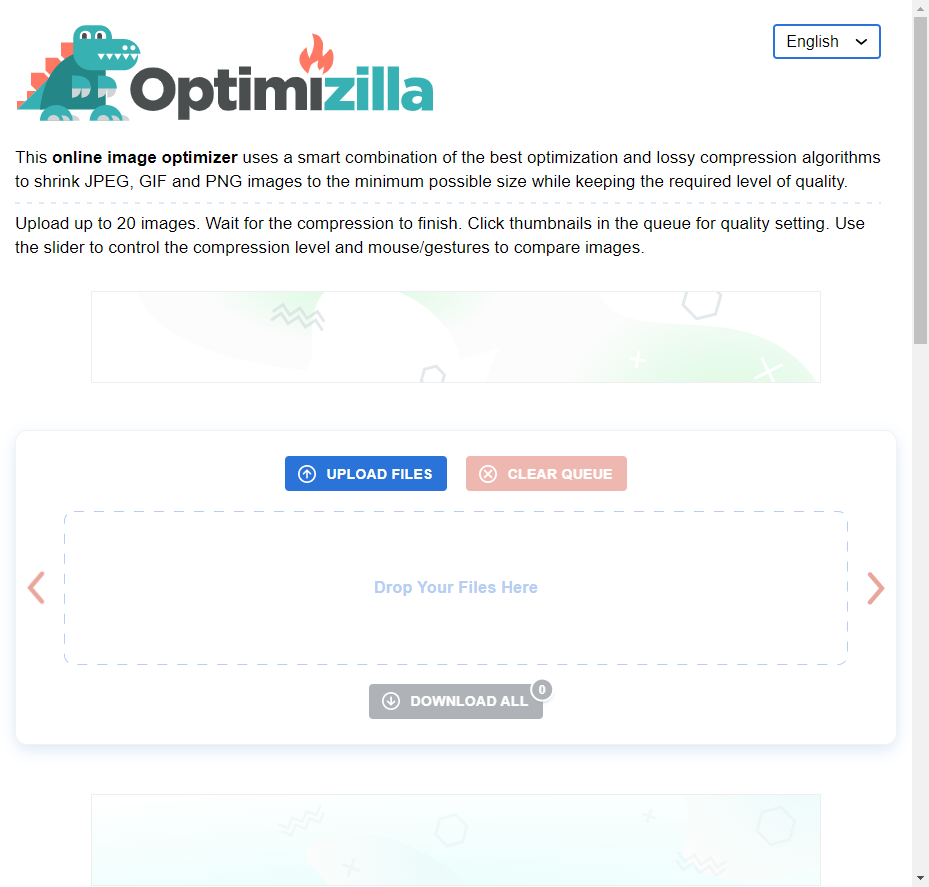 Optimizilla
English
This online image optimizer uses a smart combination of the best optimization and lossy compression algorithms
to shrink JPEG, GIF and PNG images to the minimum possible size while keeping the required level of quality.
Upload up to 20 images. Wait for the compression to finish. Click thumbnails in the queue for quality setting. Use
the slider to control the compression level and mouse/gestures to compare images.
UPLOAD FILES
CLEAR QUEUE
Drop Your Files Here
DOWNLOAD ALL
0